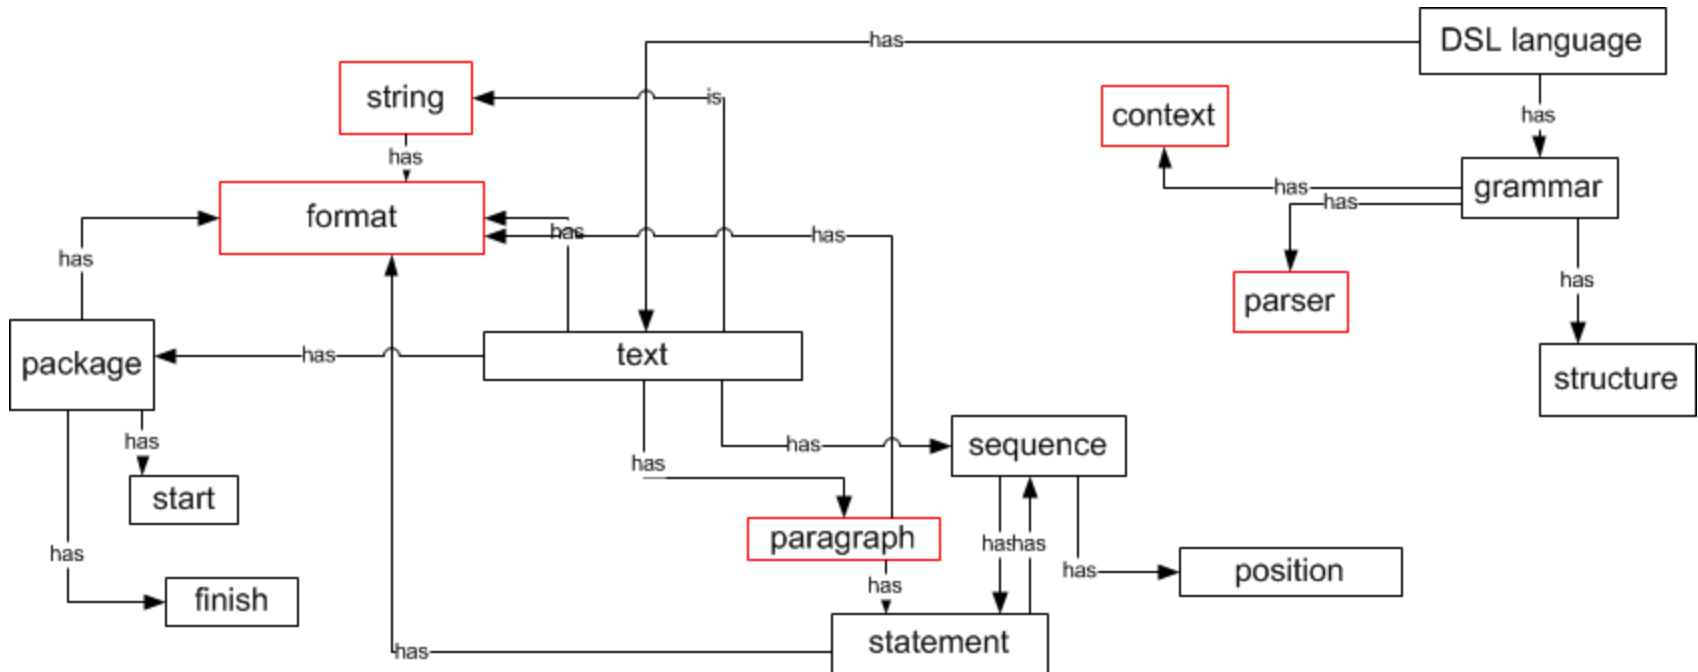 DSL language
has
string
is
context
has
has
format
has
grammar
has
has
has
has
has
has
parser
package
has
text
structure
has
has
sequence
has
start
has
paragraph
has
has
has
has
position
finish
statement
has